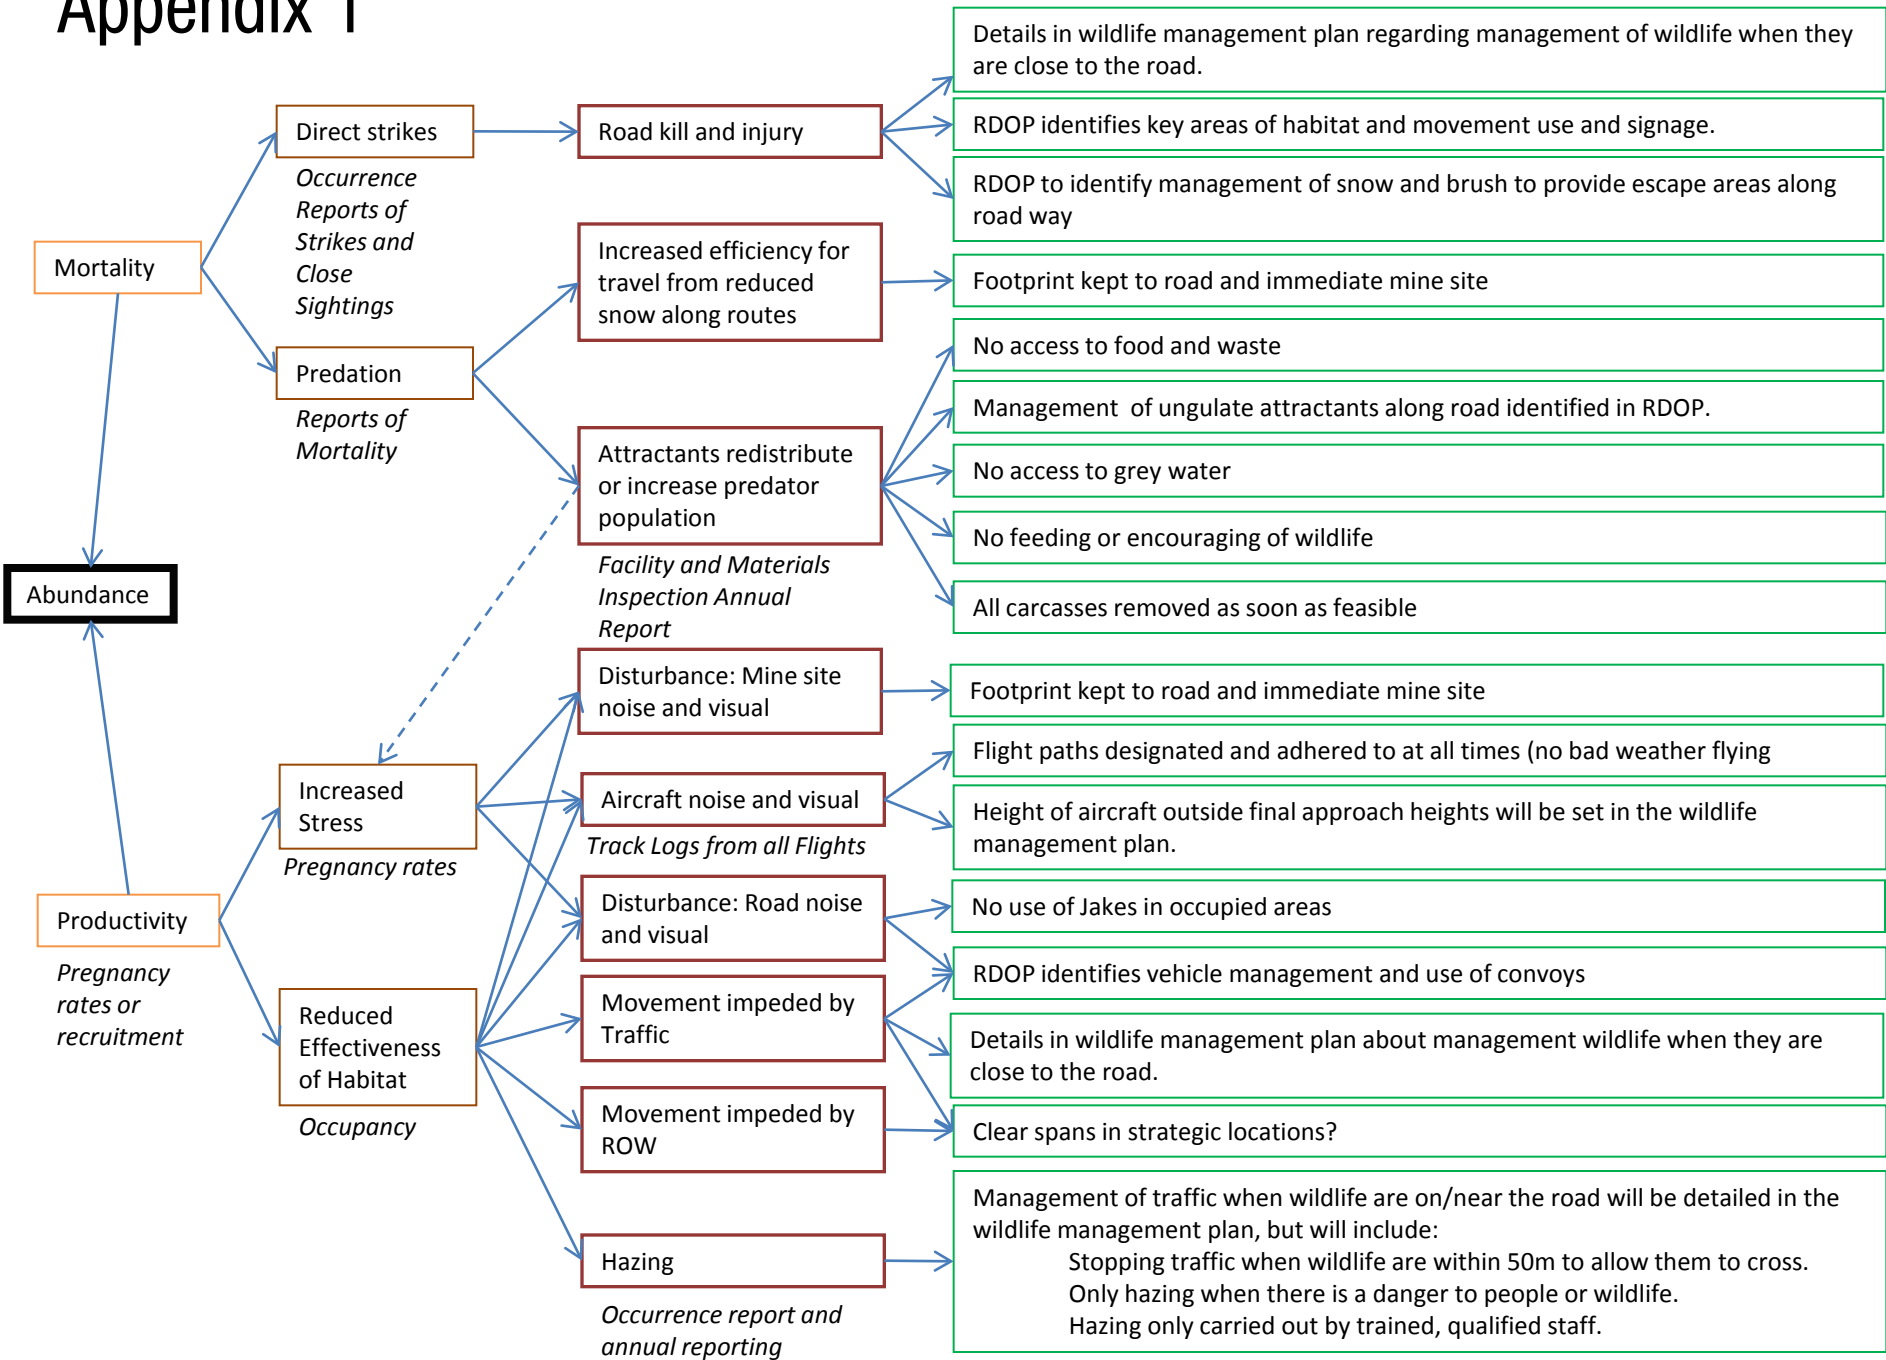 Appendix 1
Mortality
Abundance
Productivity
Pregnancy
rates or
recruitment
Direct strikes
Occurrence
Reports of
Strikes and
Close
Sightings
Predation
Reports of
Mortality
Increased
Stress
Pregnancy rates
Reduced
Effectiveness
of Habitat
Occupancy
Road kill and injury
Increased efficiency for
travel from reduced
snow along routes
Attractants redistribute
or increase predator
population
Facility and Materials
Inspection Annual
Report
Disturbance: Mine site
noise and visual
Aircraft noise and visual
Track Logs from all Flights
Disturbance: Road noise
and visual
Movement impeded by
Traffic
Movement impeded by
ROW
Hazing
Occurrence report and
annual reporting
Details in wildlife management plan regarding management of wildlife when they
are close to the road.
RDOP identifies key areas of habitat and movement use and signage.
RDOP to identify management of snow and brush to provide escape areas along
road way
Footprint kept to road and immediate mine site
No access to food and waste
Management  of ungulate attractants along road identified in RDOP.
No access to grey water
No feeding or encouraging of wildlife
All carcasses removed as soon as feasible
Footprint kept to road and immediate mine site
Flight paths designated and adhered to at all times (no bad weather flying
Height of aircraft outside final approach heights will be set in the wildlife
management plan.
No use of Jakes in occupied areas
RDOP identifies vehicle management and use of convoys
Details in wildlife management plan about management wildlife when they are
close to the road.
Clear spans in strategic locations?
Management of traffic when wildlife are on/near the road will be detailed in the
wildlife management plan, but will include:
Stopping traffic when wildlife are within 50m to allow them to cross.
Only hazing when there is a danger to people or wildlife.
Hazing only carried out by trained, qualified staff.